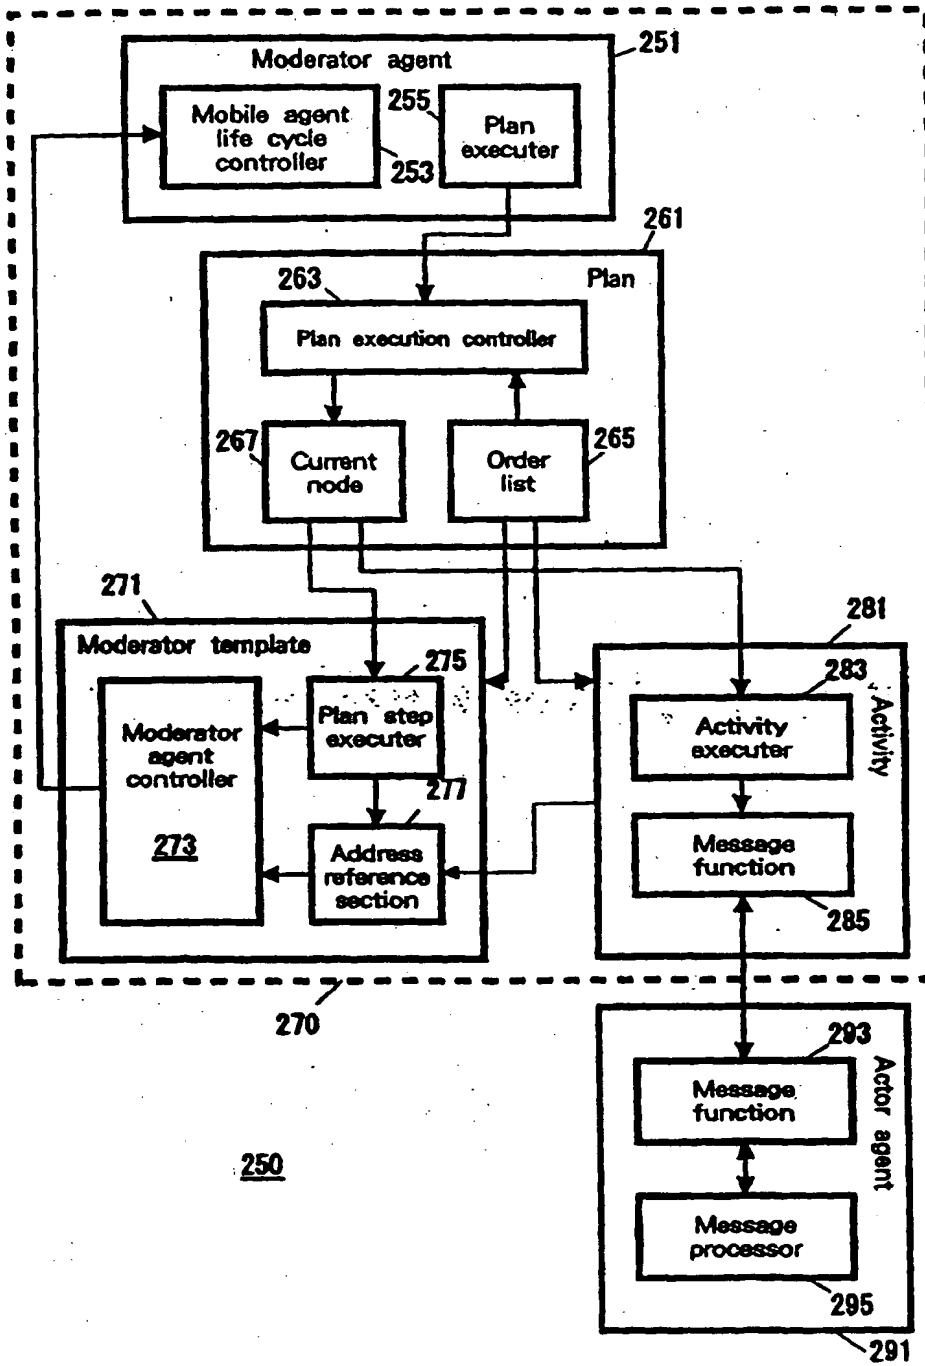 251
Moderator agent
255
Mobile agent
life cycle
controller
253
Plan
executer
261
263
Plan
Plan execution controller
267
Current
node
Order
list
265
271
Moderator template
275
Plan step
executer
277
Moderator
agent
controller
273
Address
reference
section
281
283
Activity
Activity
executer
Message
function
285
270
293
Actor agent
Message
function
250
Message
processor
295
291